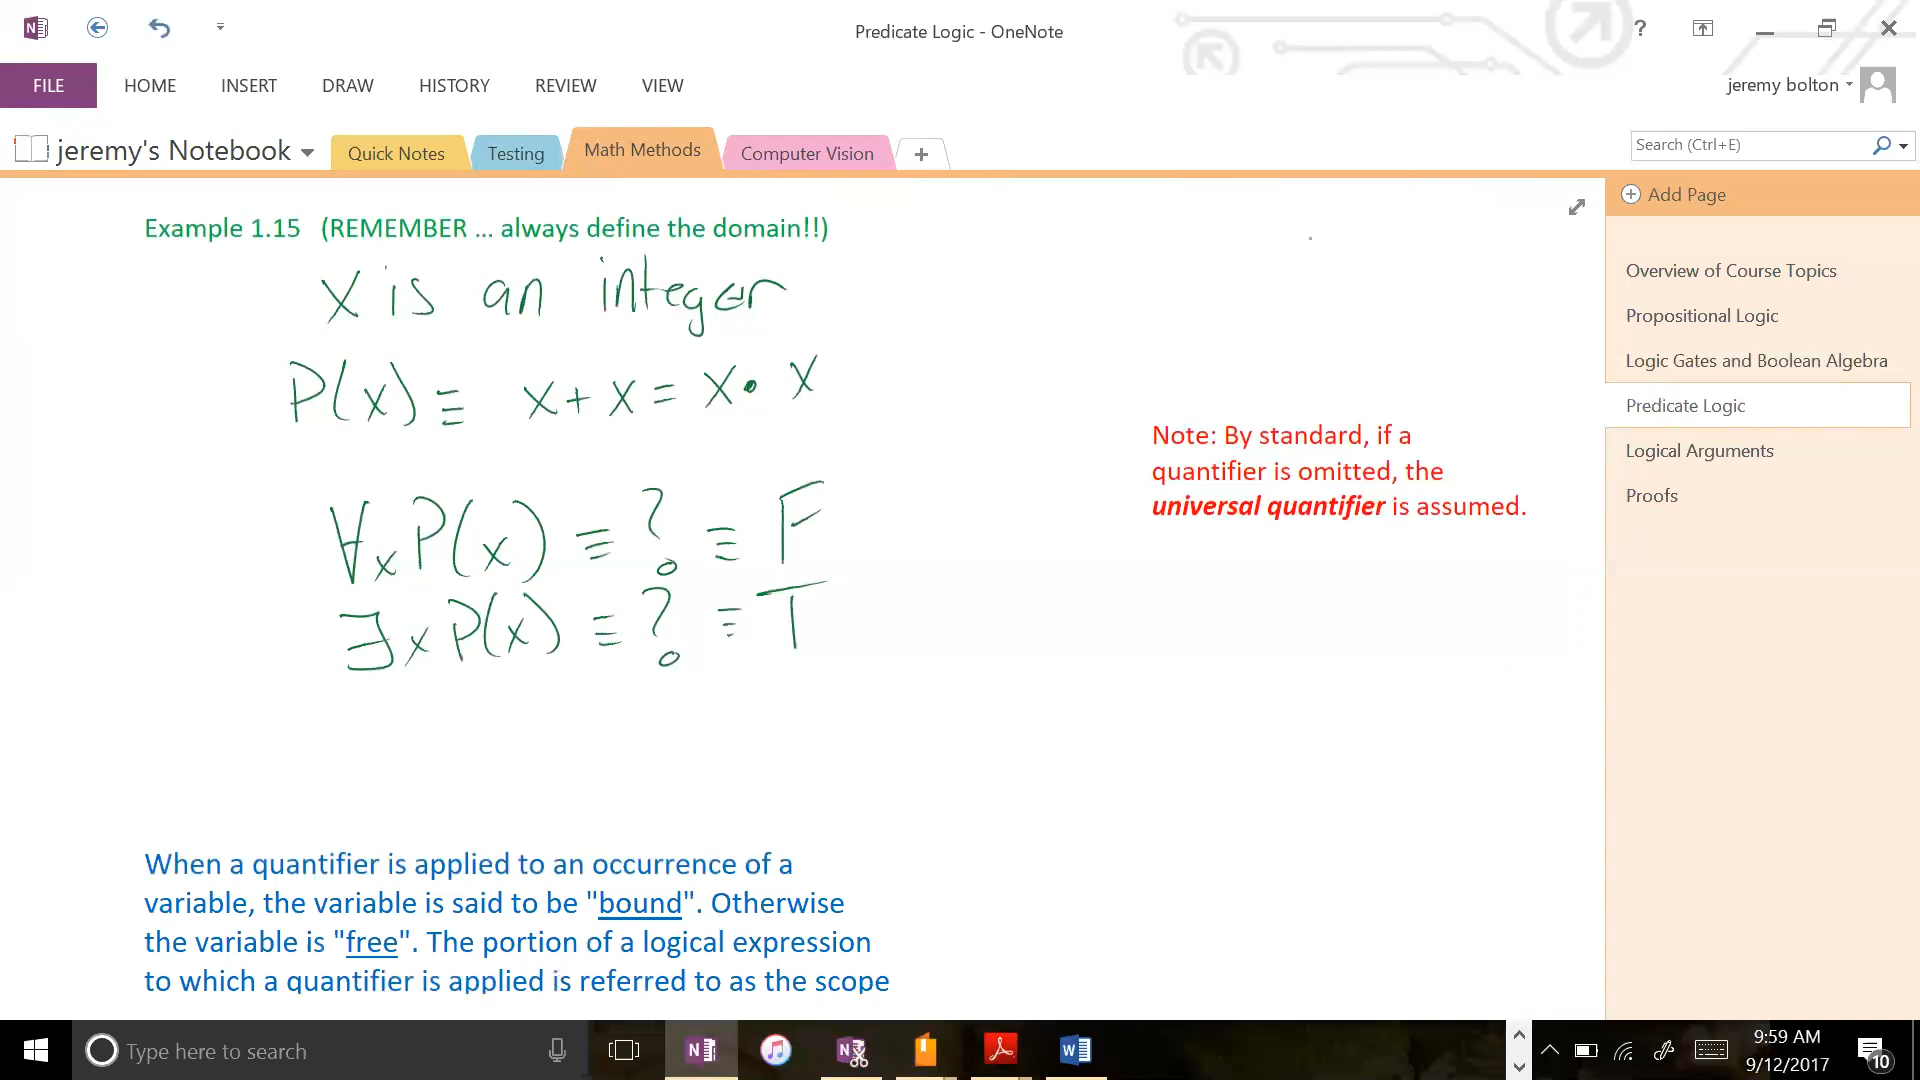 Predicate Logic - OneNote
?
FILE HOME INSERT DRAW HISTORY REVIEW VIEW
jeremy bolton
jeremy's Notebook Quick Notes Testing Math Methods Computer Vision +
Search (Ctrl+E)
Add Page
Overview of Course Topics
Propositional Logic
Logic Gates and Boolean Algebra
Predicate Logic
Logical Arguments
Proofs
Example 1.15 (REMEMBER ... always define the domain!!)
X is an integer
P(x) ≡ x + x = x • x
∀x P(x) ≡ ? ≡ F
∃x P(x) ≡ ? ≡ T
Note: By standard, if a
quantifier is omitted, the
universal quantifier is assumed.
When a quantifier is applied to an occurrence of a
variable, the variable is said to be "bound". Otherwise
the variable is "free". The portion of a logical expression
to which a quantifier is applied is referred to as the scope
Type here to search
9:59 AM
9/12/2017
10